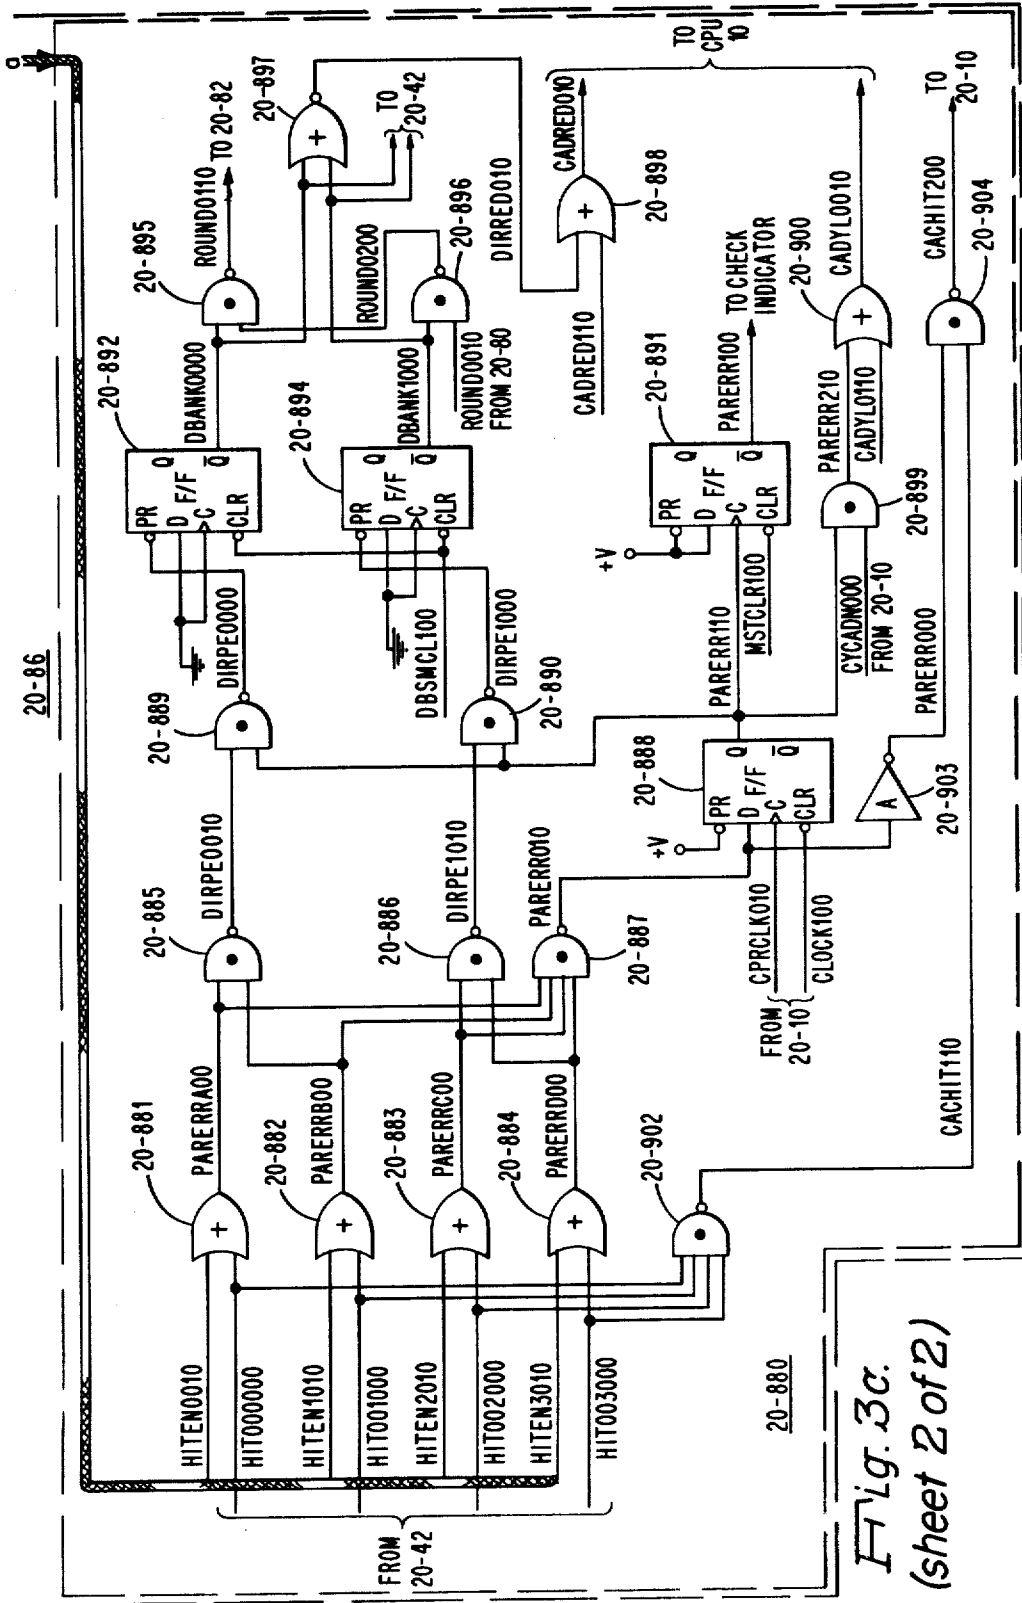 20-86
a
HITEN0010
HIT000000
HITEN1010
HIT001000
HITEN2010
HIT002000
HITEN3010
HIT003000
FROM
20-42
20-881
+
20-882
+
20-883
+
20-884
+
20-902
PARERRA00
PARERRB00
PARERRC00
PARERRD00
20-885
20-886
20-887
DIRPE0010
DIRPE1010
PARERR010
CACHIT110
20-889
20-890
DIRPE0000
DIRPE1000
DBSMCL100
FROM
20-10
CPRCLK010
CLOCK100
20-888
+V
PR
D
F/F
C
CLR
Q
Q̅
A
20-903
PARERR110
PARERR000
MSTCLR100
CYCADN000
FROM 20-10
20-892
PR
D
F/F
C
CLR
Q
Q̅
20-894
PR
D
F/F
C
CLR
Q
Q̅
20-891
+V
PR
D
F/F
C
CLR
Q
Q̅
DBANK0000
DBANK1000
ROUND0010
FROM 20-80
20-895
ROUND0110
TO 20-82
ROUND0200
20-896
20-897
+
TO
20-42
DIRRED010
CADRED110
+
20-898
CADRED010
TO
CPU
10
PARERR100
TO CHECK
INDICATOR
20-899
PARERR210
CADYL0110
20-900
+
CADYL0010
20-904
CACHIT200
TO
20-10
20-880
Fig. 3c.
(sheet 2 of 2)